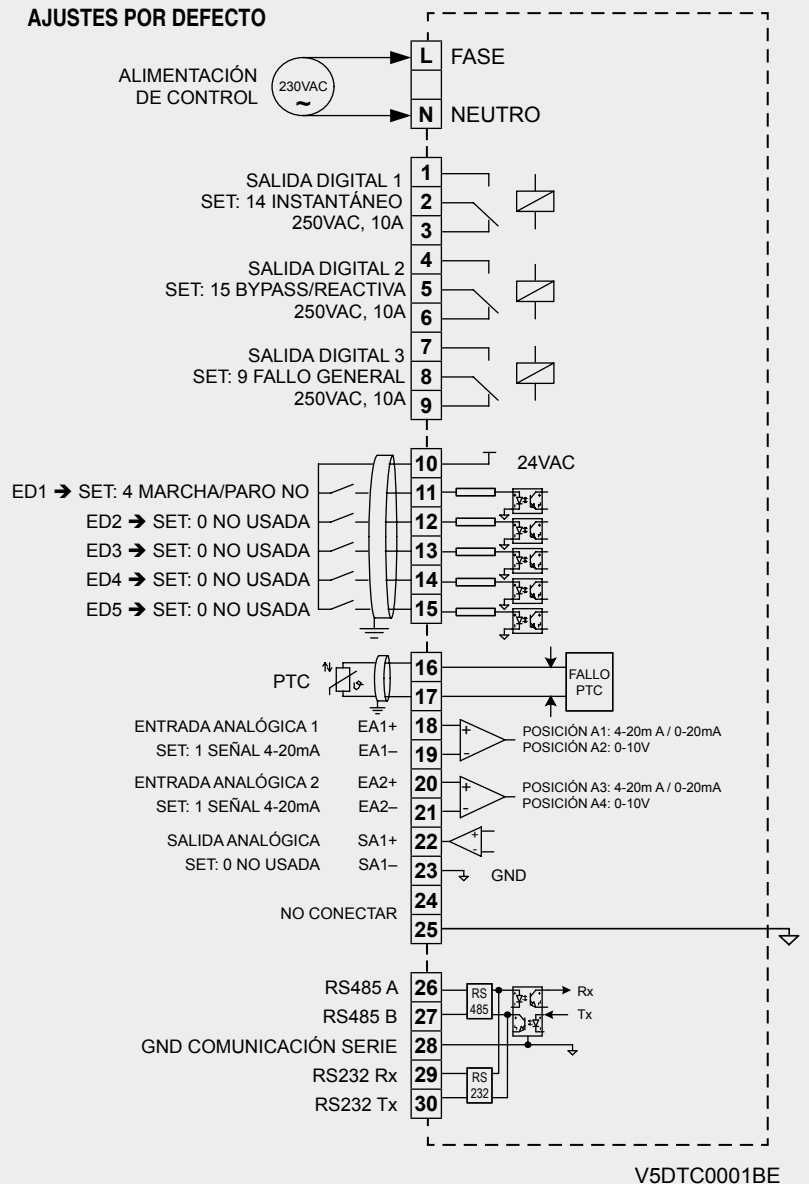 AJUSTES POR DEFECTO
ALIMENTACIÓN
DE CONTROL
230VAC
~
L FASE
N NEUTRO
SALIDA DIGITAL 1
SET: 14 INSTANTÁNEO
250VAC, 10A
1
2
3
SALIDA DIGITAL 2
SET: 15 BYPASS/REACTIVA
250VAC, 10A
4
5
6
SALIDA DIGITAL 3
SET: 9 FALLO GENERAL
250VAC, 10A
7
8
9
10 24VAC
ED1 ➔ SET: 4 MARCHA/PARO NO 11
ED2 ➔ SET: 0 NO USADA 12
ED3 ➔ SET: 0 NO USADA 13
ED4 ➔ SET: 0 NO USADA 14
ED5 ➔ SET: 0 NO USADA 15
PTC
16
17
FALLO
PTC
ENTRADA ANALÓGICA 1 EA1+ 18 + POSICIÓN A1: 4-20m A / 0-20mA
SET: 1 SEÑAL 4-20mA EA1– 19 - POSICIÓN A2: 0-10V
ENTRADA ANALÓGICA 2 EA2+ 20 + POSICIÓN A3: 4-20m A / 0-20mA
SET: 1 SEÑAL 4-20mA EA2– 21 - POSICIÓN A4: 0-10V
SALIDA ANALÓGICA SA1+ 22 + -
SET: 0 NO USADA SA1– 23 GND
NO CONECTAR
24
25
RS485 A 26
RS485 B 27
RS
485
Rx
Tx
GND COMUNICACIÓN SERIE 28
RS232 Rx 29
RS232 Tx 30
RS
232
V5DTC0001BE